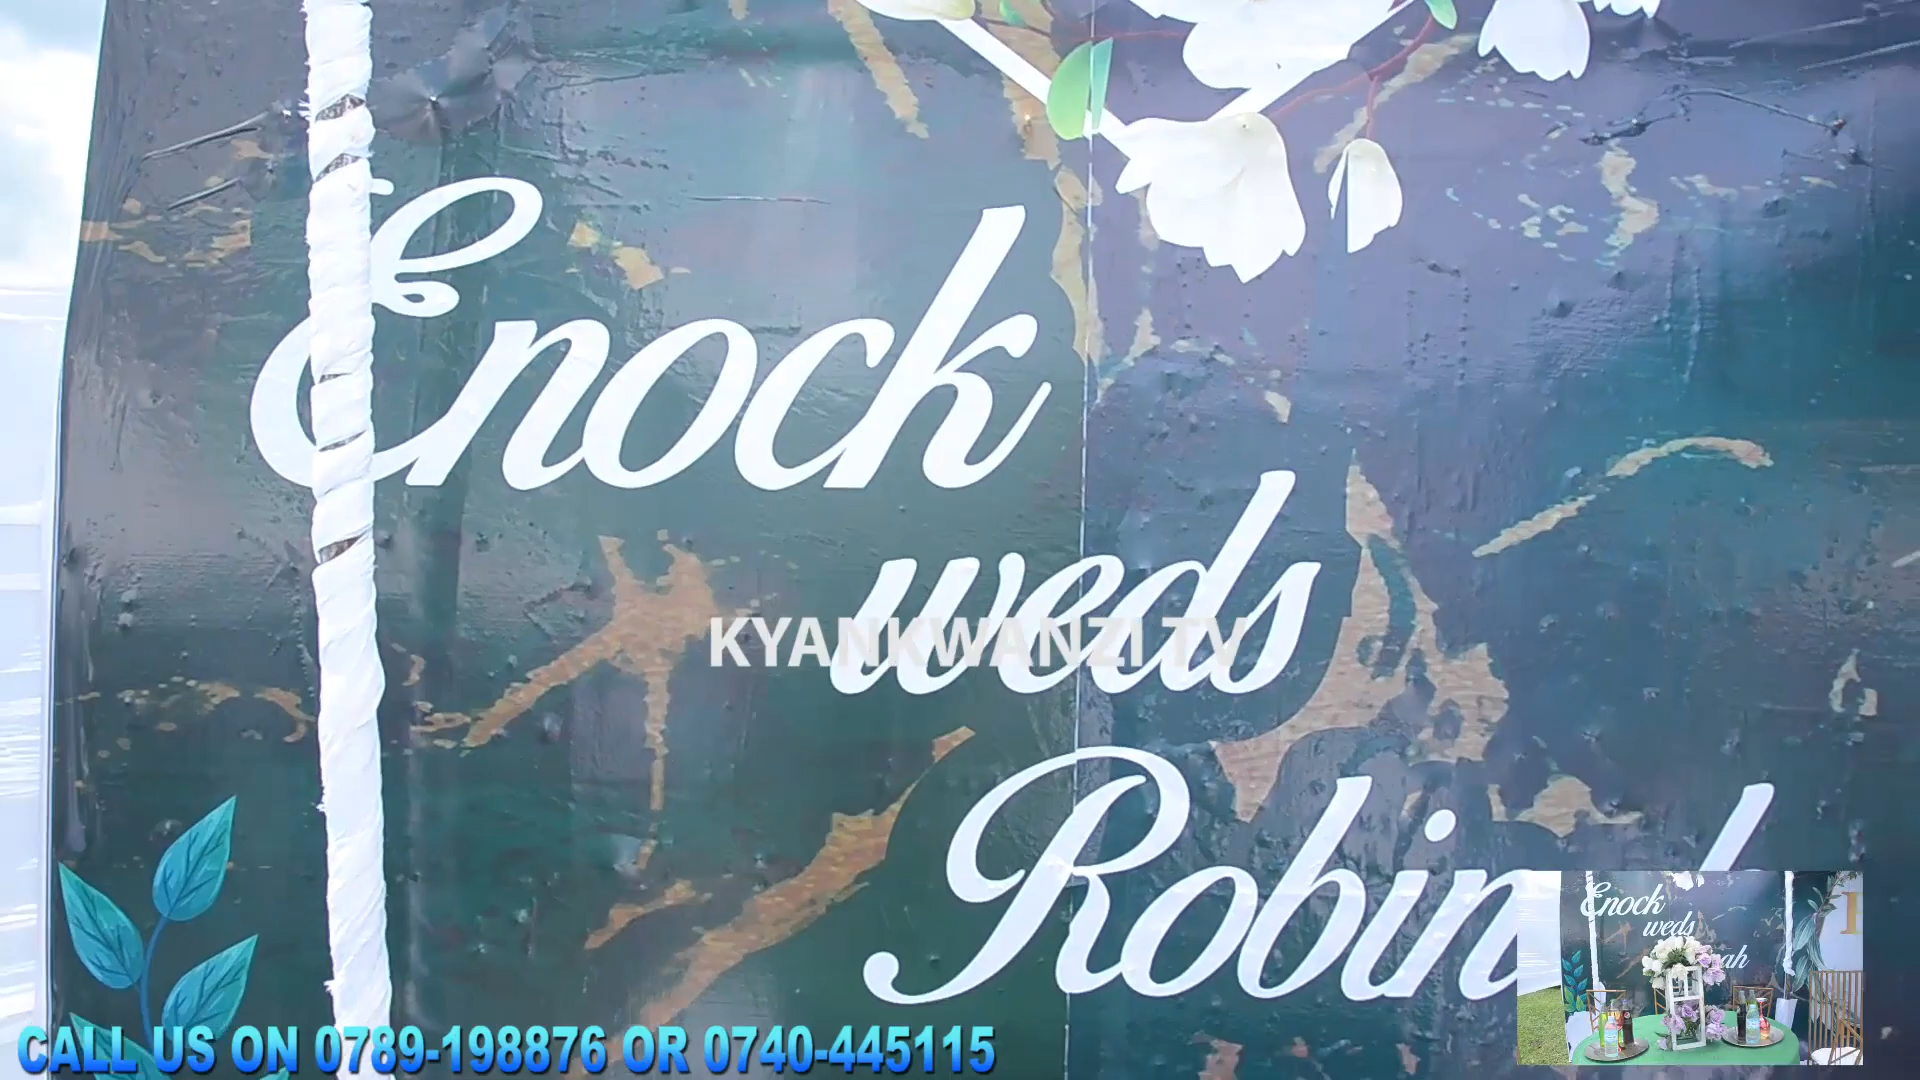 Enock
weds
KYANKWANZI TV
CALL US ON 0789-198876 OR 0740-445115
Enock
weds